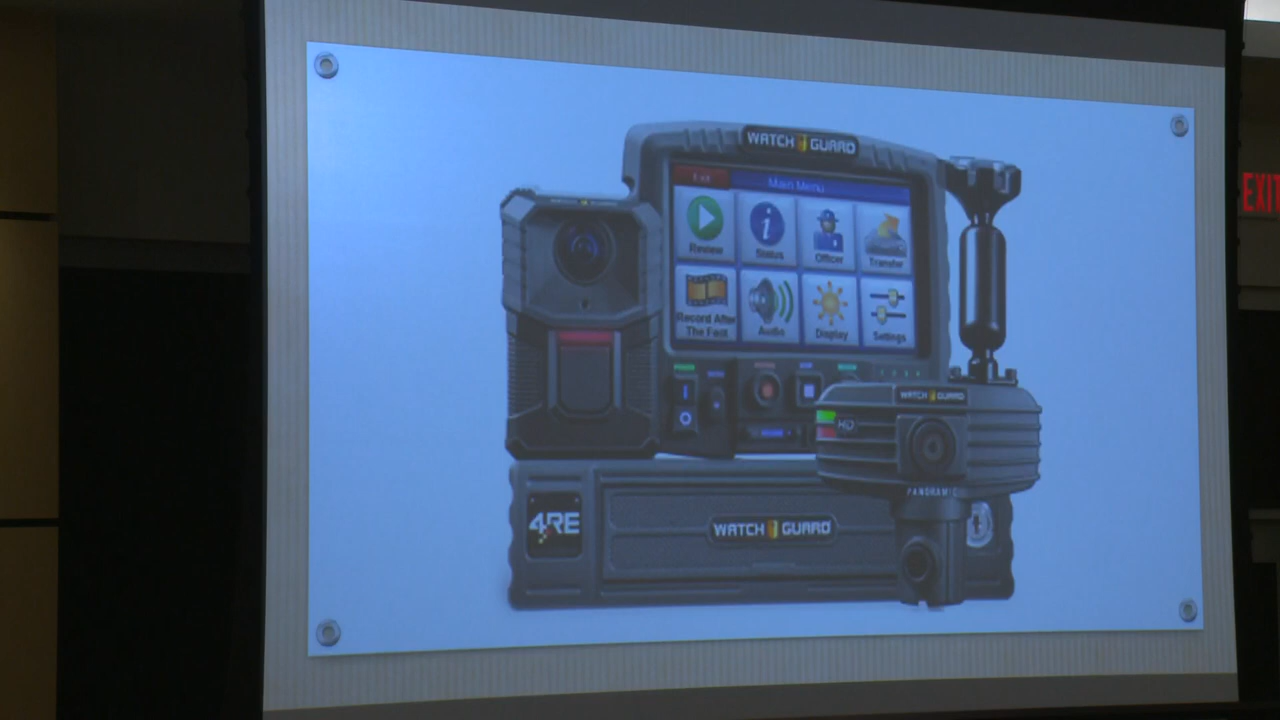 WATCH GUARD
Exit
Main Menu
Review
Status
Officer
Transfer
Record After
The Fact
Audio
Display
Settings
WATCH GUARD
HD
PANORAMIC
4RE
WATCH GUARD
EXIT